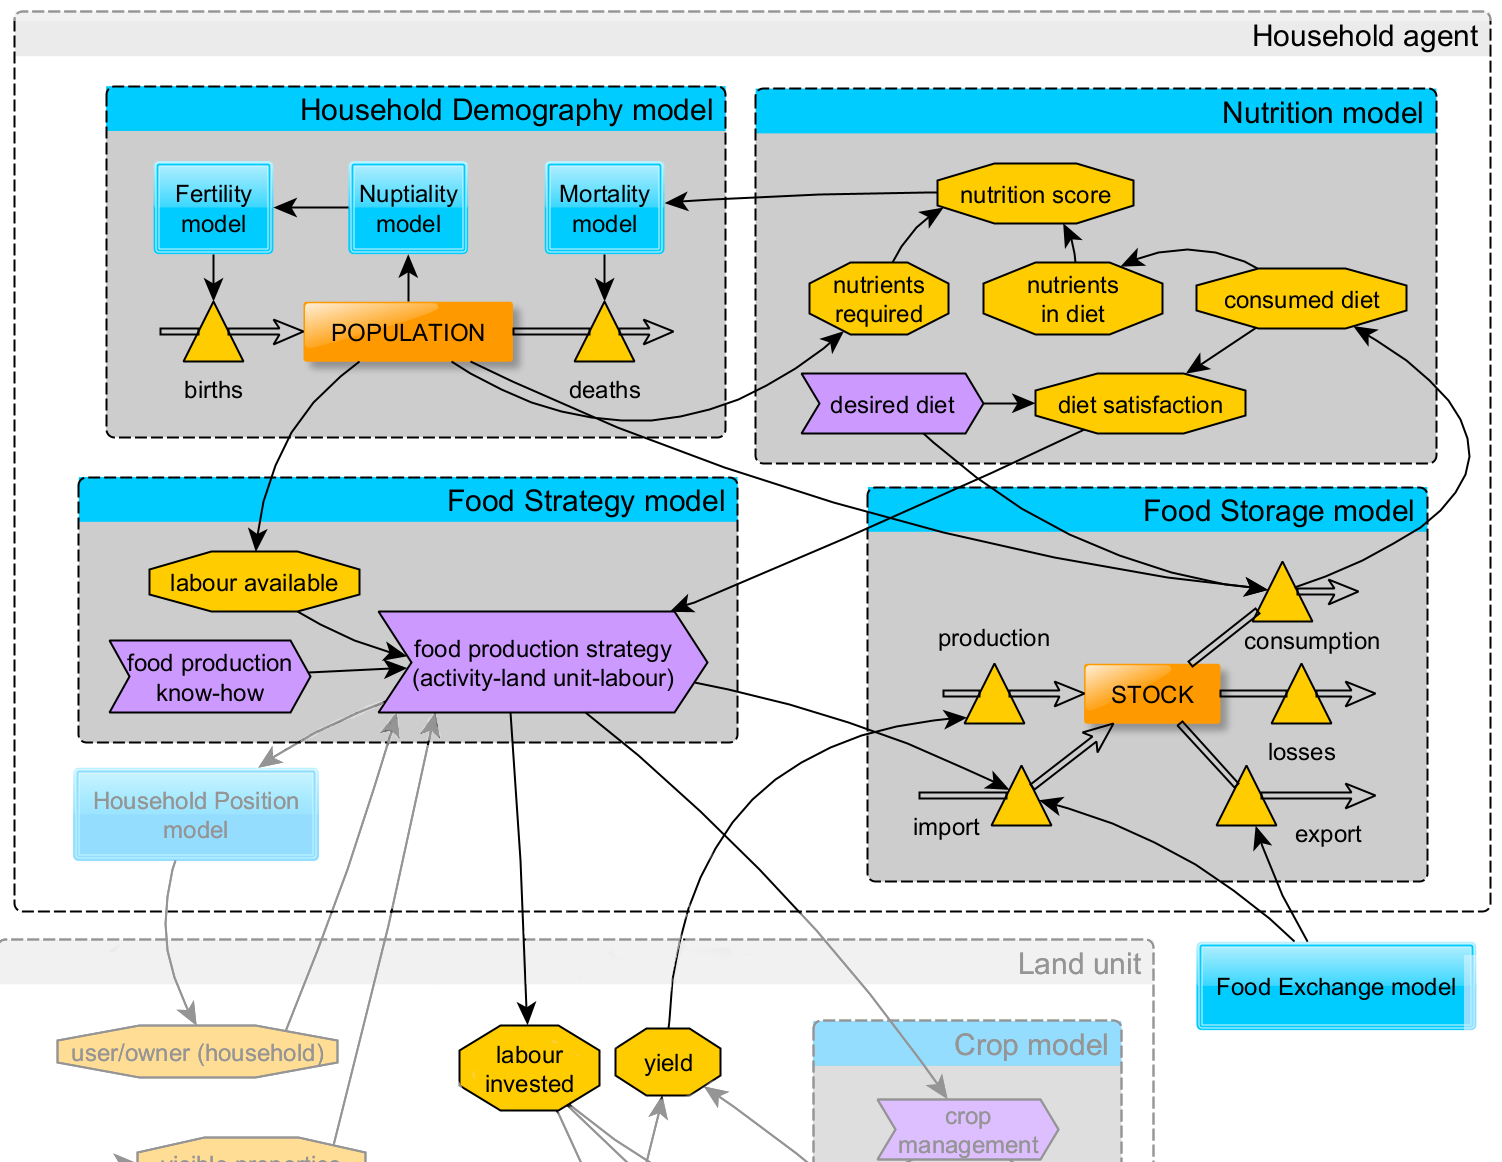 Household agent
Household Demography model
Nutrition model
Fertility
model
Nuptiality
model
Mortality
model
nutrition score
nutrients
required
nutrients
in diet
consumed diet
POPULATION
births
deaths
desired diet
diet satisfaction
Food Strategy model
Food Storage model
labour available
food production
know-how
food production strategy
(activity-land unit-labour)
production
consumption
STOCK
losses
import
export
Household Position
model
Land unit
Food Exchange model
user/owner (household)
labour
invested
yield
Crop model
crop
management
visible properties